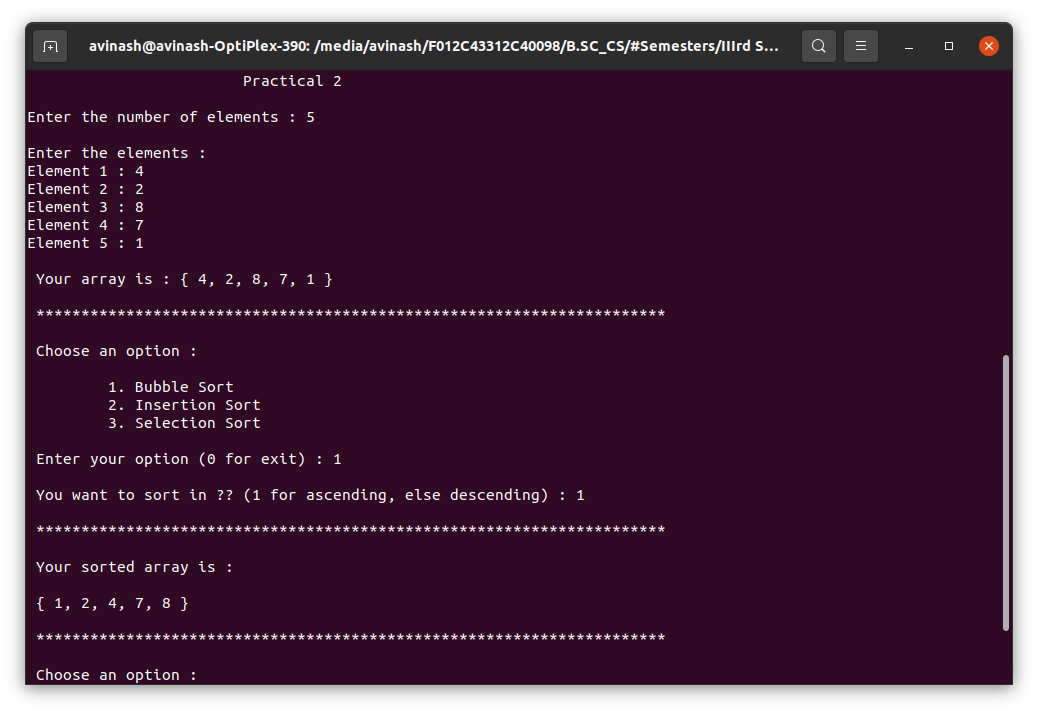 avinash@avinash-OptiPlex-390: /media/avinash/F012C43312C40098/B.SC_CS/#Semesters/IIIrd S...
Practical 2
Enter the number of elements : 5
Enter the elements :
Element 1 : 4
Element 2 : 2
Element 3 : 8
Element 4 : 7
Element 5 : 1
Your array is : { 4, 2, 8, 7, 1 }
**********************************************************************
Choose an option :
1. Bubble Sort
2. Insertion Sort
3. Selection Sort
Enter your option (0 for exit) : 1
You want to sort in ?? (1 for ascending, else descending) : 1
**********************************************************************
Your sorted array is :
{ 1, 2, 4, 7, 8 }
**********************************************************************
Choose an option :